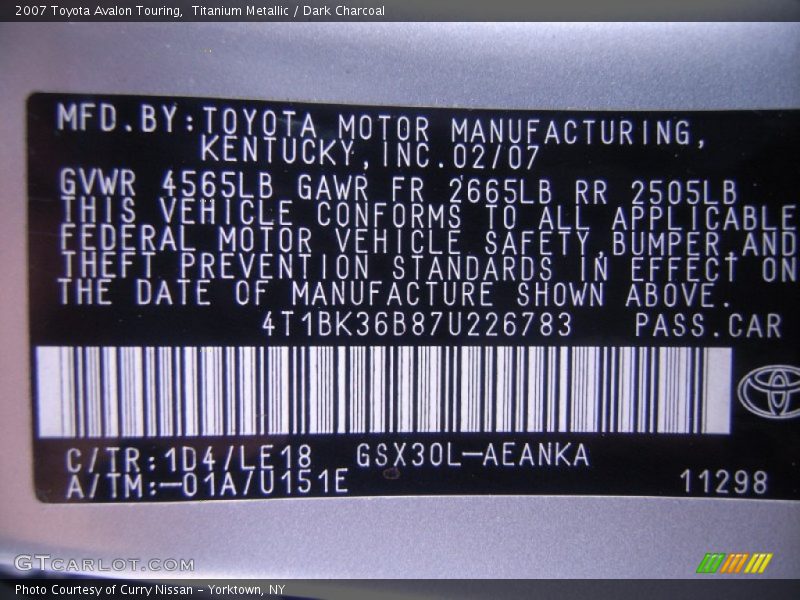 2007 Toyota Avalon Touring,  Titanium Metallic / Dark Charcoal
MFD.BY:TOYOTA MOTOR MANUFACTURING,
KENTUCKY,INC.02/07
GVWR 4565LB GAWR FR 2665LB RR 2505LB
THIS VEHICLE CONFORMS TO ALL APPLICABLE
FEDERAL MOTOR VEHICLE SAFETY,BUMPER,AND
THEFT PREVENTION STANDARDS IN EFFECT ON
THE DATE OF MANUFACTURE SHOWN ABOVE.
4T1BK36B87U226783 PASS.CAR
C/TR:1D4/LE18 GSX30L-AEANKA
A/TM:-01A/U151E 11298
GTCARLOT.COM
Photo Courtesy of Curry Nissan - Yorktown, NY